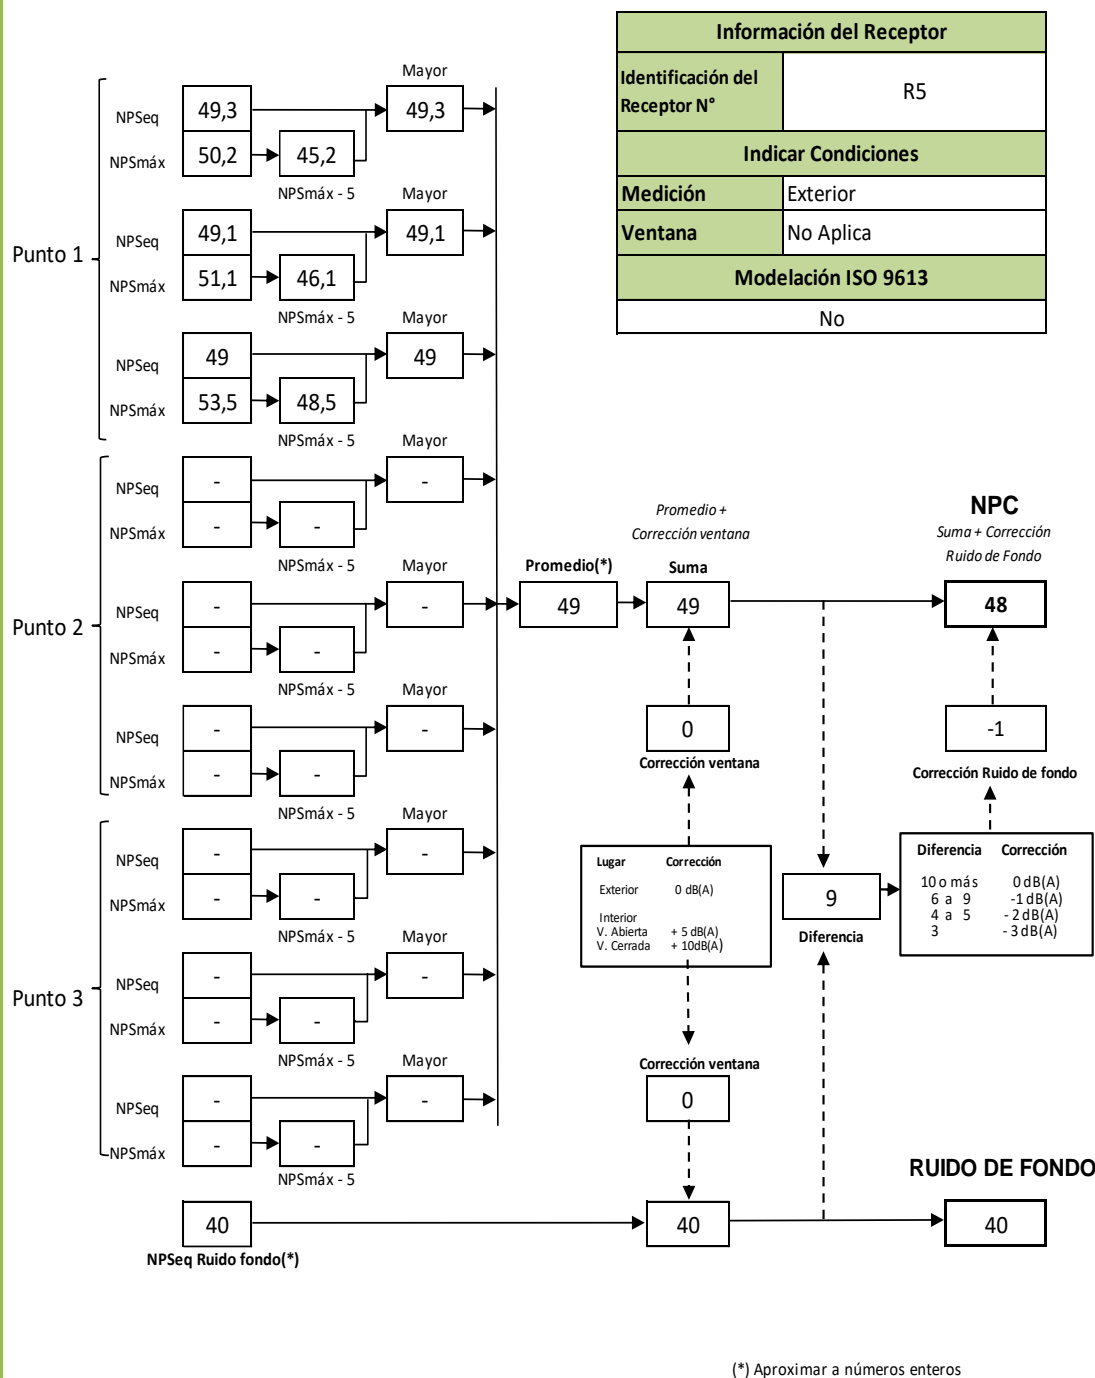 Información del Receptor
Identificación del Receptor N°
R5
Indicar Condiciones
Medición Exterior
Ventana No Aplica
Modelación ISO 9613
No
Punto 1
Mayor
NPSeq 49,3 49,3
NPSmáx 50,2 45,2
NPSmáx - 5 Mayor
NPSeq 49,1 49,1
NPSmáx 51,1 46,1
NPSmáx - 5 Mayor
NPSeq 49 49
NPSmáx 53,5 48,5
NPSmáx - 5 Mayor
Punto 2
NPSeq - -
NPSmáx - -
NPSmáx - 5 Mayor
NPSeq - -
NPSmáx - -
NPSmáx - 5 Mayor
NPSeq - -
NPSmáx - -
NPSmáx - 5 Mayor
Punto 3
NPSeq - -
NPSmáx - -
NPSmáx - 5 Mayor
NPSeq - -
NPSmáx - -
NPSmáx - 5 Mayor
NPSeq - -
NPSmáx - -
NPSmáx - 5
Promedio(*)
49
Promedio +
Corrección ventana
Suma
49
0
Corrección ventana
Lugar Corrección
Exterior 0 dB(A)
Interior
V. Abierta + 5 dB(A)
V. Cerrada + 10dB(A)
Corrección ventana
0
NPC
Suma + Corrección
Ruido de Fondo
48
-1
Corrección Ruido de fondo
Diferencia Corrección
10 o más 0 dB(A)
6 a 9 -1 dB(A)
4 a 5 - 2 dB(A)
3 - 3 dB(A)
9
Diferencia
RUIDO DE FONDO
40 40 40
NPSeq Ruido fondo(*)
(*) Aproximar a números enteros